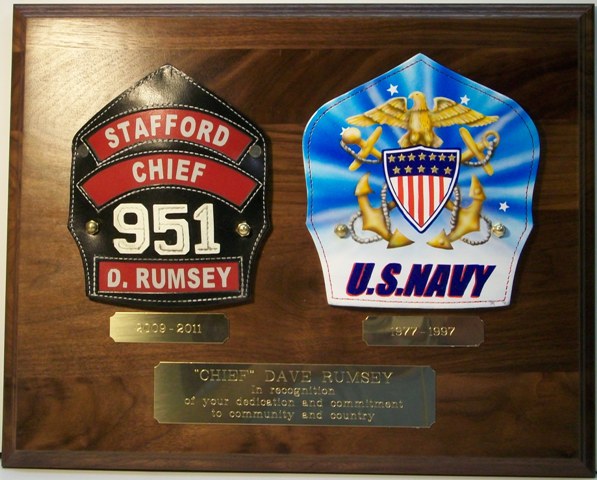 STAFFORD
CHIEF
951
D. RUMSEY
U.S.NAVY
2009 - 2011
1977 - 1997
"CHIEF" DAVE RUMSEY
In recognition
of your dedication and commitment
to community and country